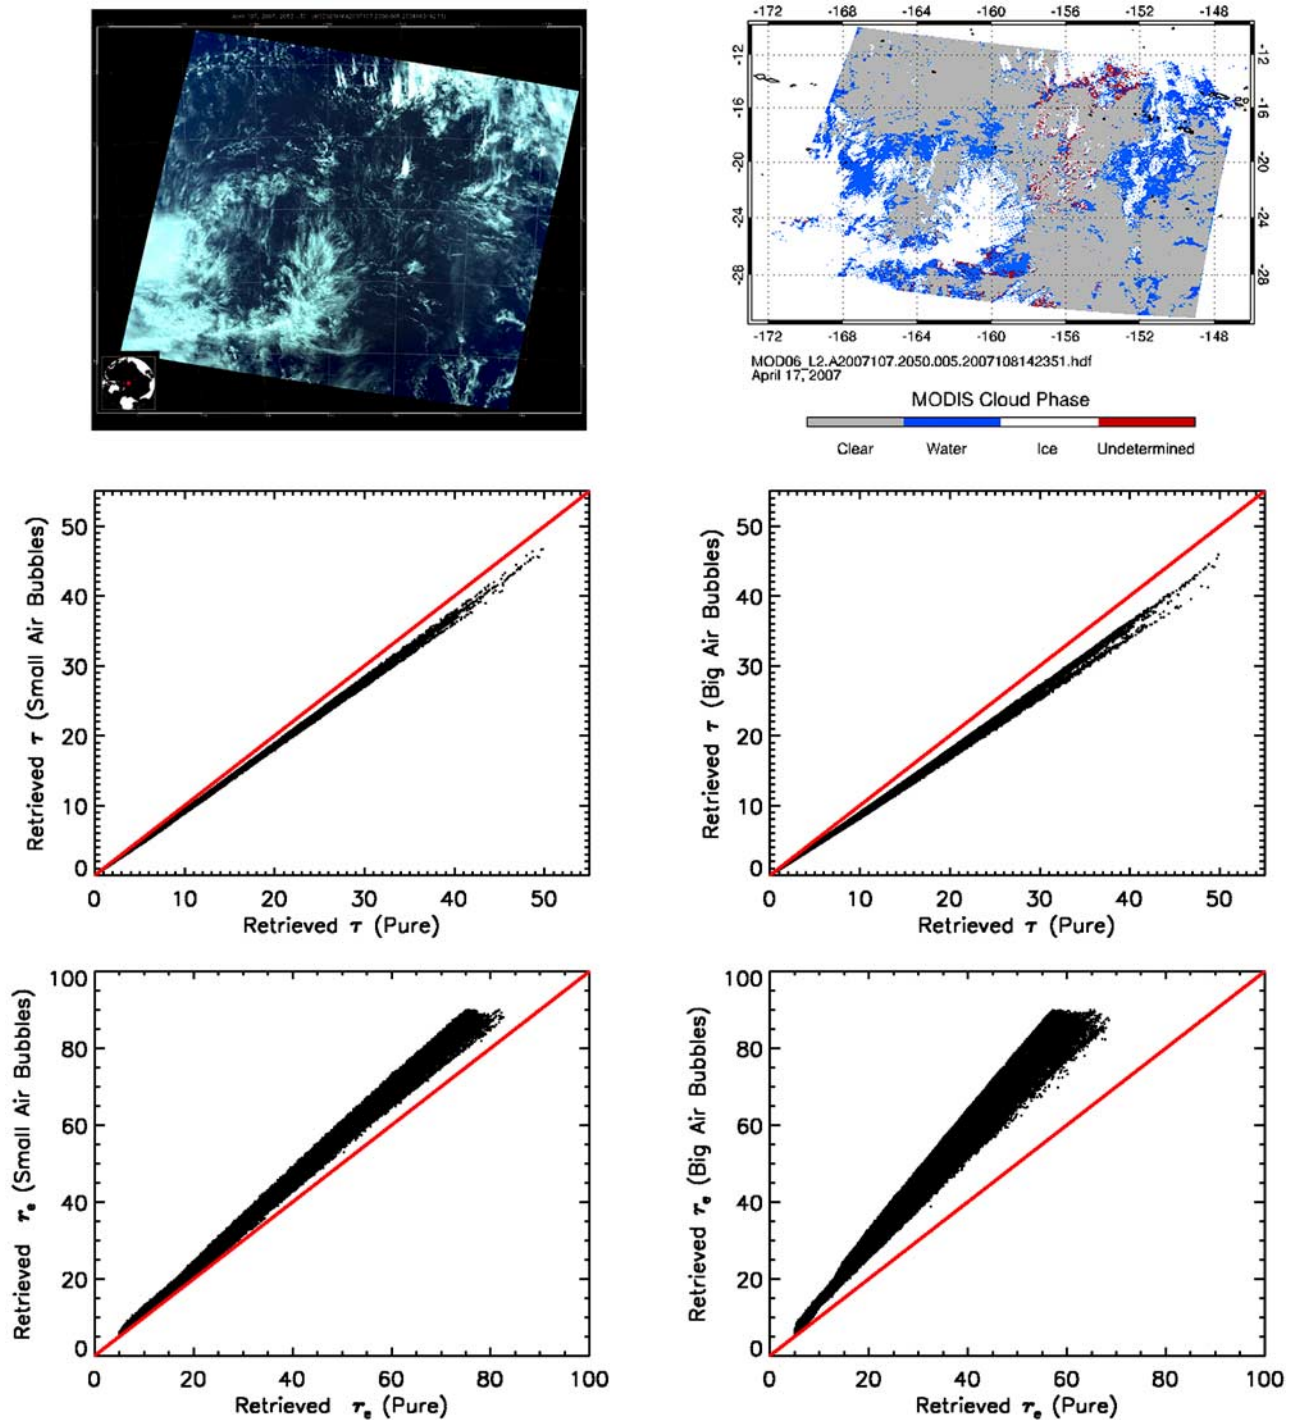 -172 -168 -164 -160 -156 -152 -148
-12 -12
-16 -16
-20 -20
-24 -24
-28 -28
-172 -168 -164 -160 -156 -152 -148
MOD06_L2.A2007107.2050.005.2007108142351.hdf
April 17, 2007
MODIS Cloud Phase
Clear Water Ice Undetermined
Retrieved τ (Small Air Bubbles)
50
40
30
20
10
0
0 10 20 30 40 50
Retrieved τ (Pure)
Retrieved τ (Big Air Bubbles)
50
40
30
20
10
0
0 10 20 30 40 50
Retrieved τ (Pure)
Retrieved rₑ (Small Air Bubbles)
100
80
60
40
20
0
0 20 40 60 80 100
Retrieved rₑ (Pure)
Retrieved rₑ (Big Air Bubbles)
100
80
60
40
20
0
0 20 40 60 80 100
Retrieved rₑ (Pure)